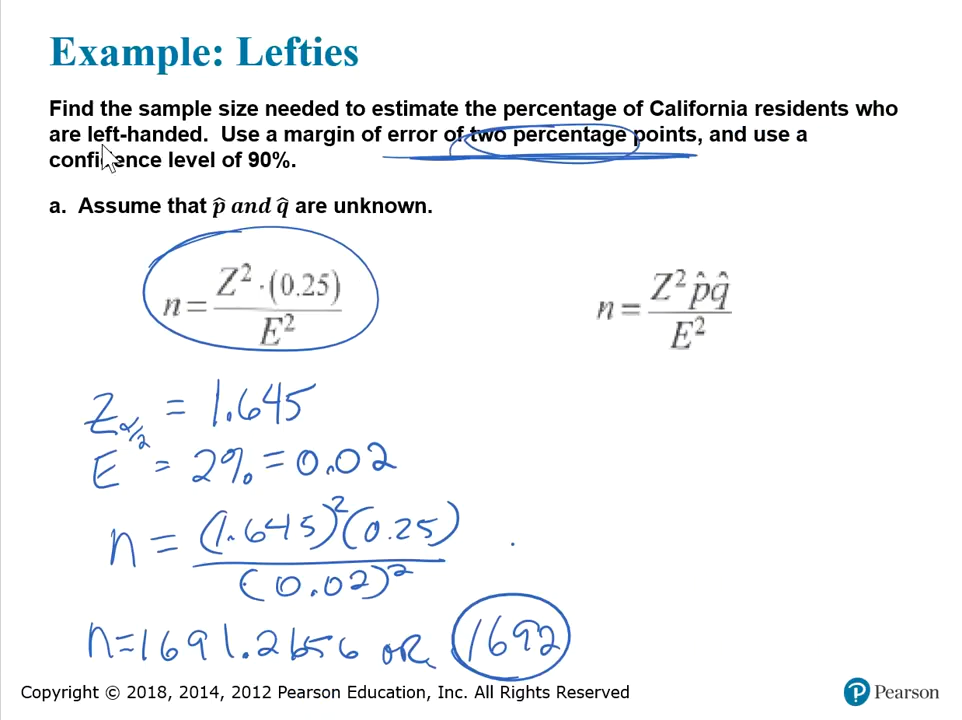 Example: Lefties
Find the sample size needed to estimate the percentage of California residents who
are left-handed. Use a margin of error of two percentage points, and use a
confidence level of 90%.
a. Assume that p̂ and q̂ are unknown.
n = Z² · (0.25) / E²
n = Z² p̂q̂ / E²
Z α/2 = 1.645
E = 2% = 0.02
n = (1.645)² (0.25) / (0.02)²
n = 1691.2656 OR 1692
Copyright © 2018, 2014, 2012 Pearson Education, Inc. All Rights Reserved
P Pearson